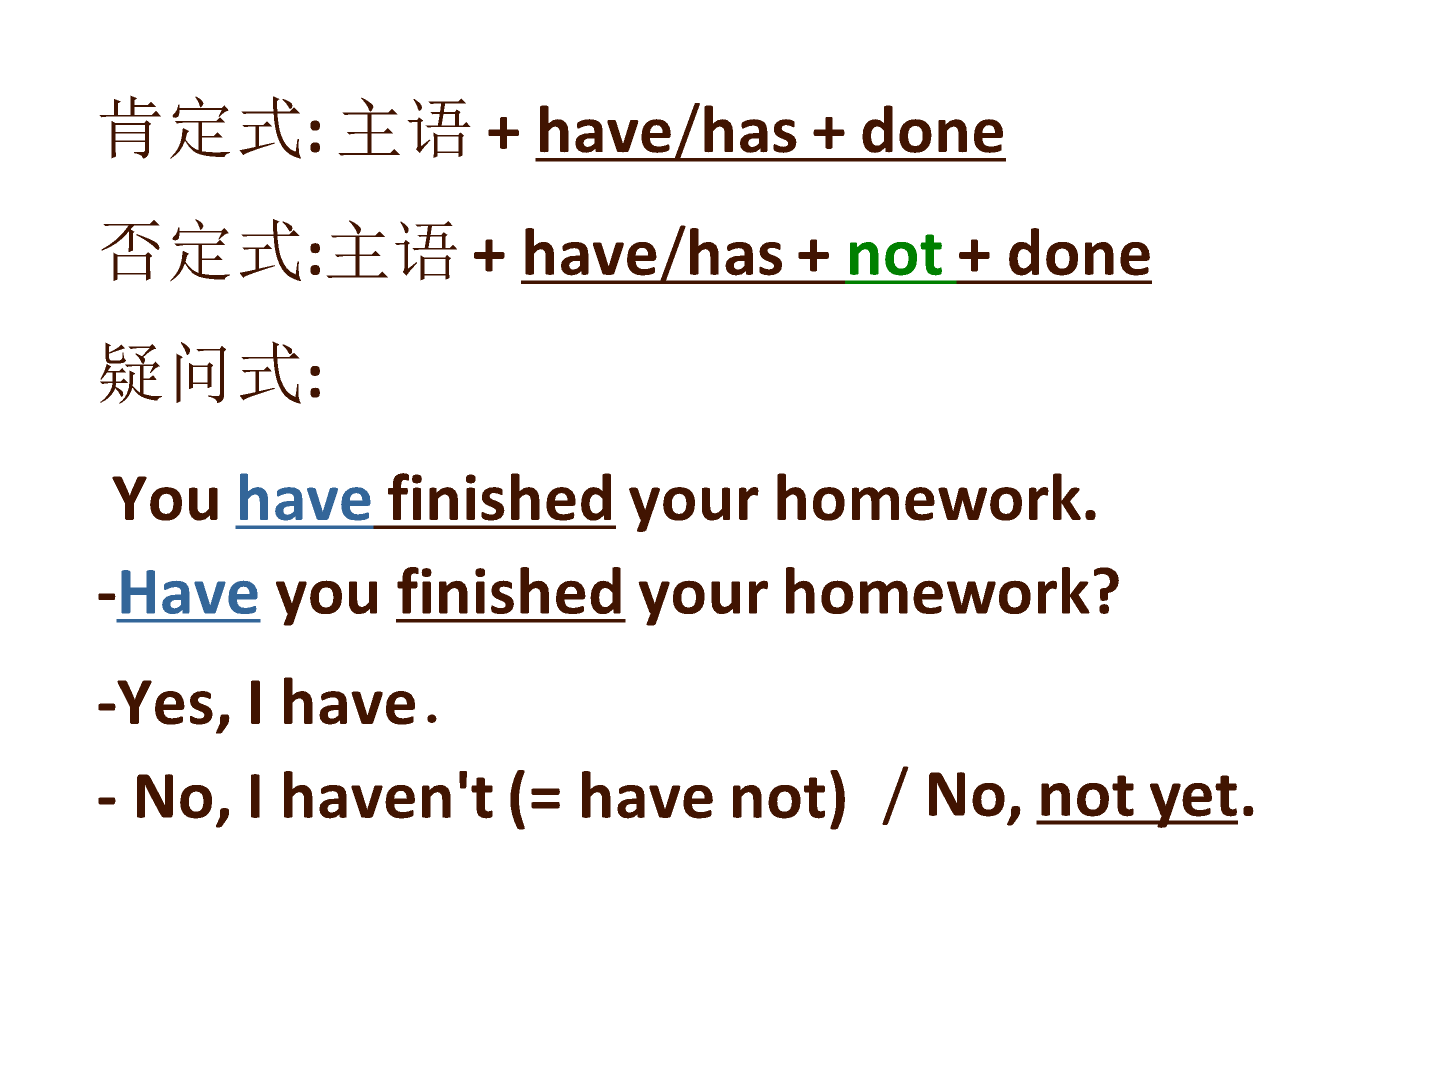 肯定式: 主语 + have/has + done
否定式:主语 + have/has + not + done
疑问式:
You have finished your homework.
-Have you finished your homework?
-Yes, I have.
- No, I haven't (= have not) / No, not yet.